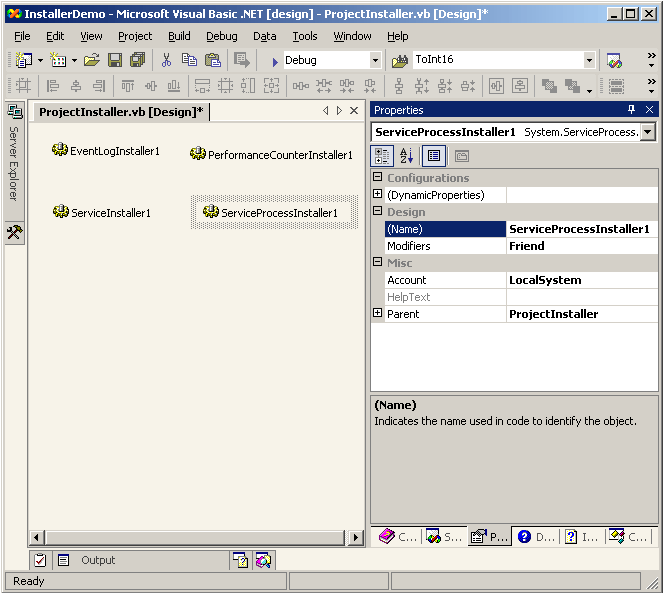 InstallerDemo - Microsoft Visual Basic .NET [design] - ProjectInstaller.vb [Design]*
File Edit View Project Build Debug Data Tools Window Help
Debug ToInt16
ProjectInstaller.vb [Design]*
Server Explorer
EventLogInstaller1
PerformanceCounterInstaller1
ServiceInstaller1
ServiceProcessInstaller1
Properties
ServiceProcessInstaller1 System.ServiceProcess.
Configurations
(DynamicProperties)
Design
(Name) ServiceProcessInstaller1
Modifiers Friend
Misc
Account LocalSystem
HelpText
Parent ProjectInstaller
(Name)
Indicates the name used in code to identify the object.
C... S... P... D... I... C...
Output
Ready